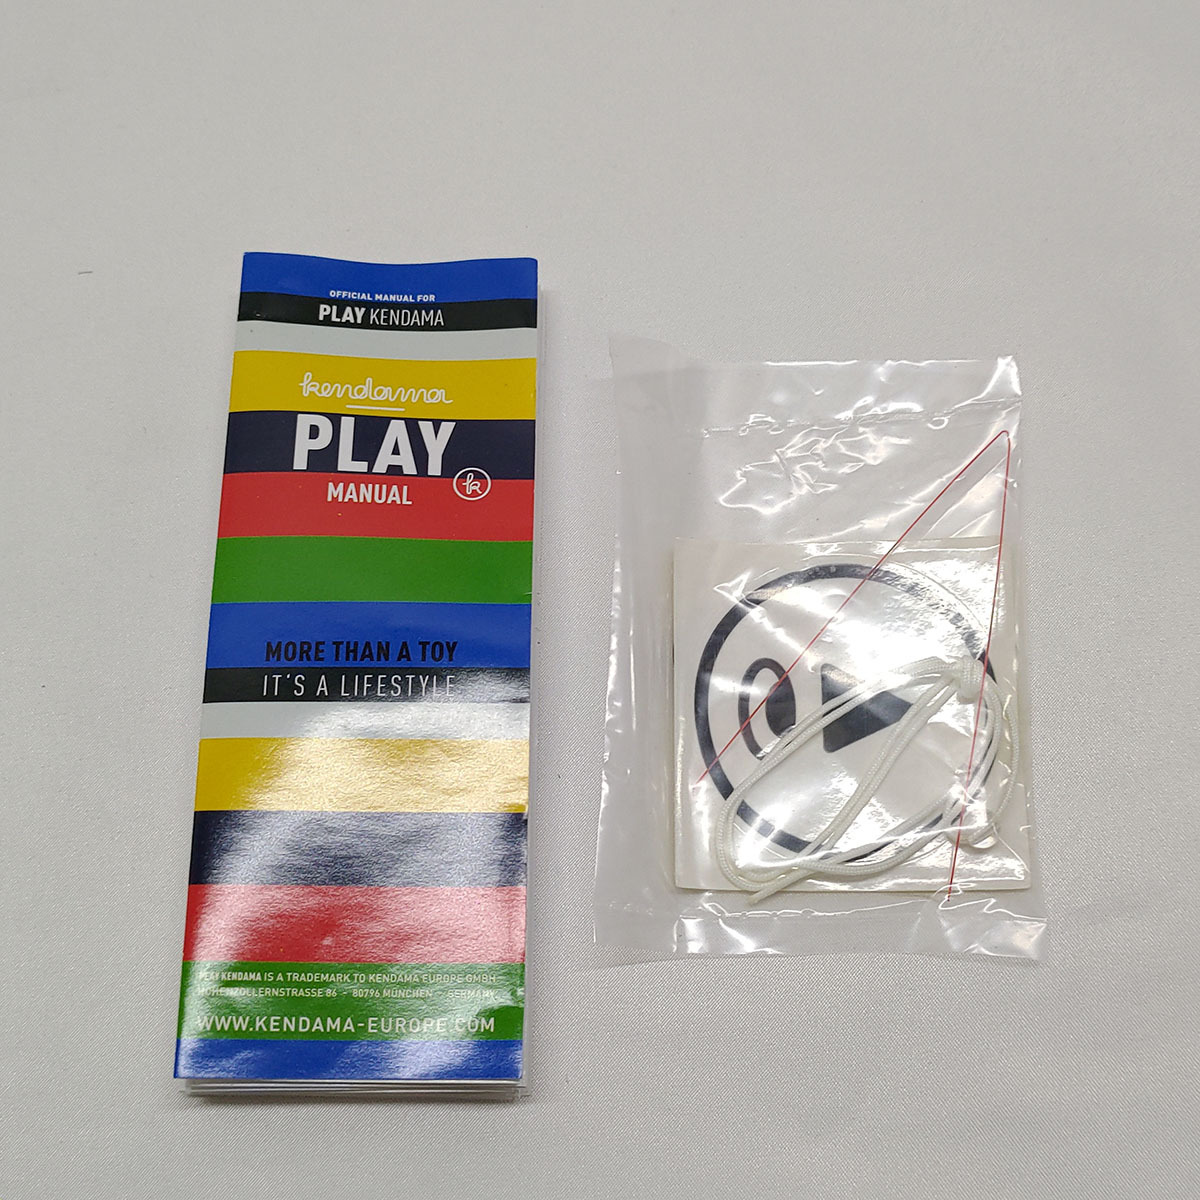 OFFICIAL MANUAL FOR
PLAY KENDAMA
kendama
PLAY
k
MANUAL
MORE THAN A TOY
IT'S A LIFESTYLE
PLAY KENDAMA IS A TRADEMARK TO KENDAMA EUROPE GMBH
HOHENZOLLERNSTRASSE 86 – 80796 MÜNCHEN – GERMANY
WWW.KENDAMA-EUROPE.COM